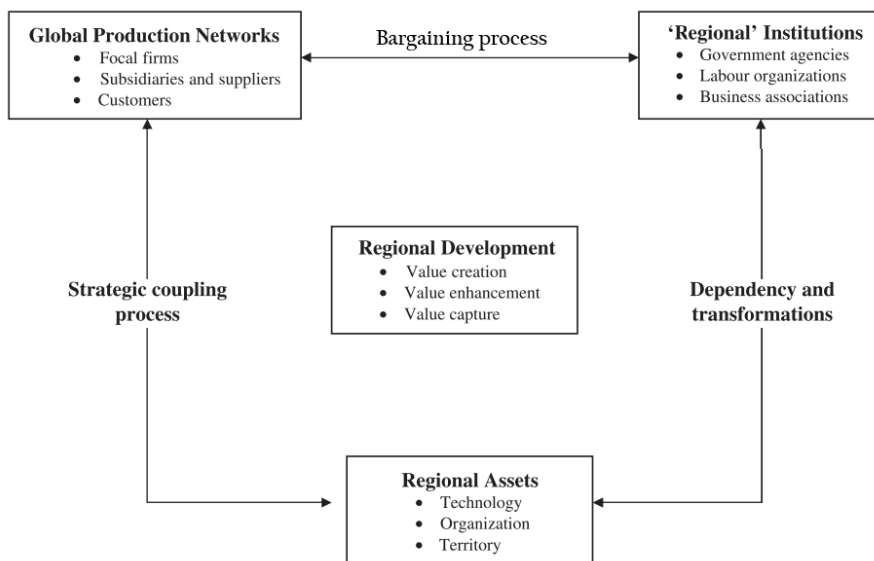 Global Production Networks
• Focal firms
• Subsidiaries and suppliers
• Customers
Bargaining process
‘Regional’ Institutions
• Government agencies
• Labour organizations
• Business associations
Regional Development
• Value creation
• Value enhancement
• Value capture
Strategic coupling
process
Dependency and
transformations
Regional Assets
• Technology
• Organization
• Territory